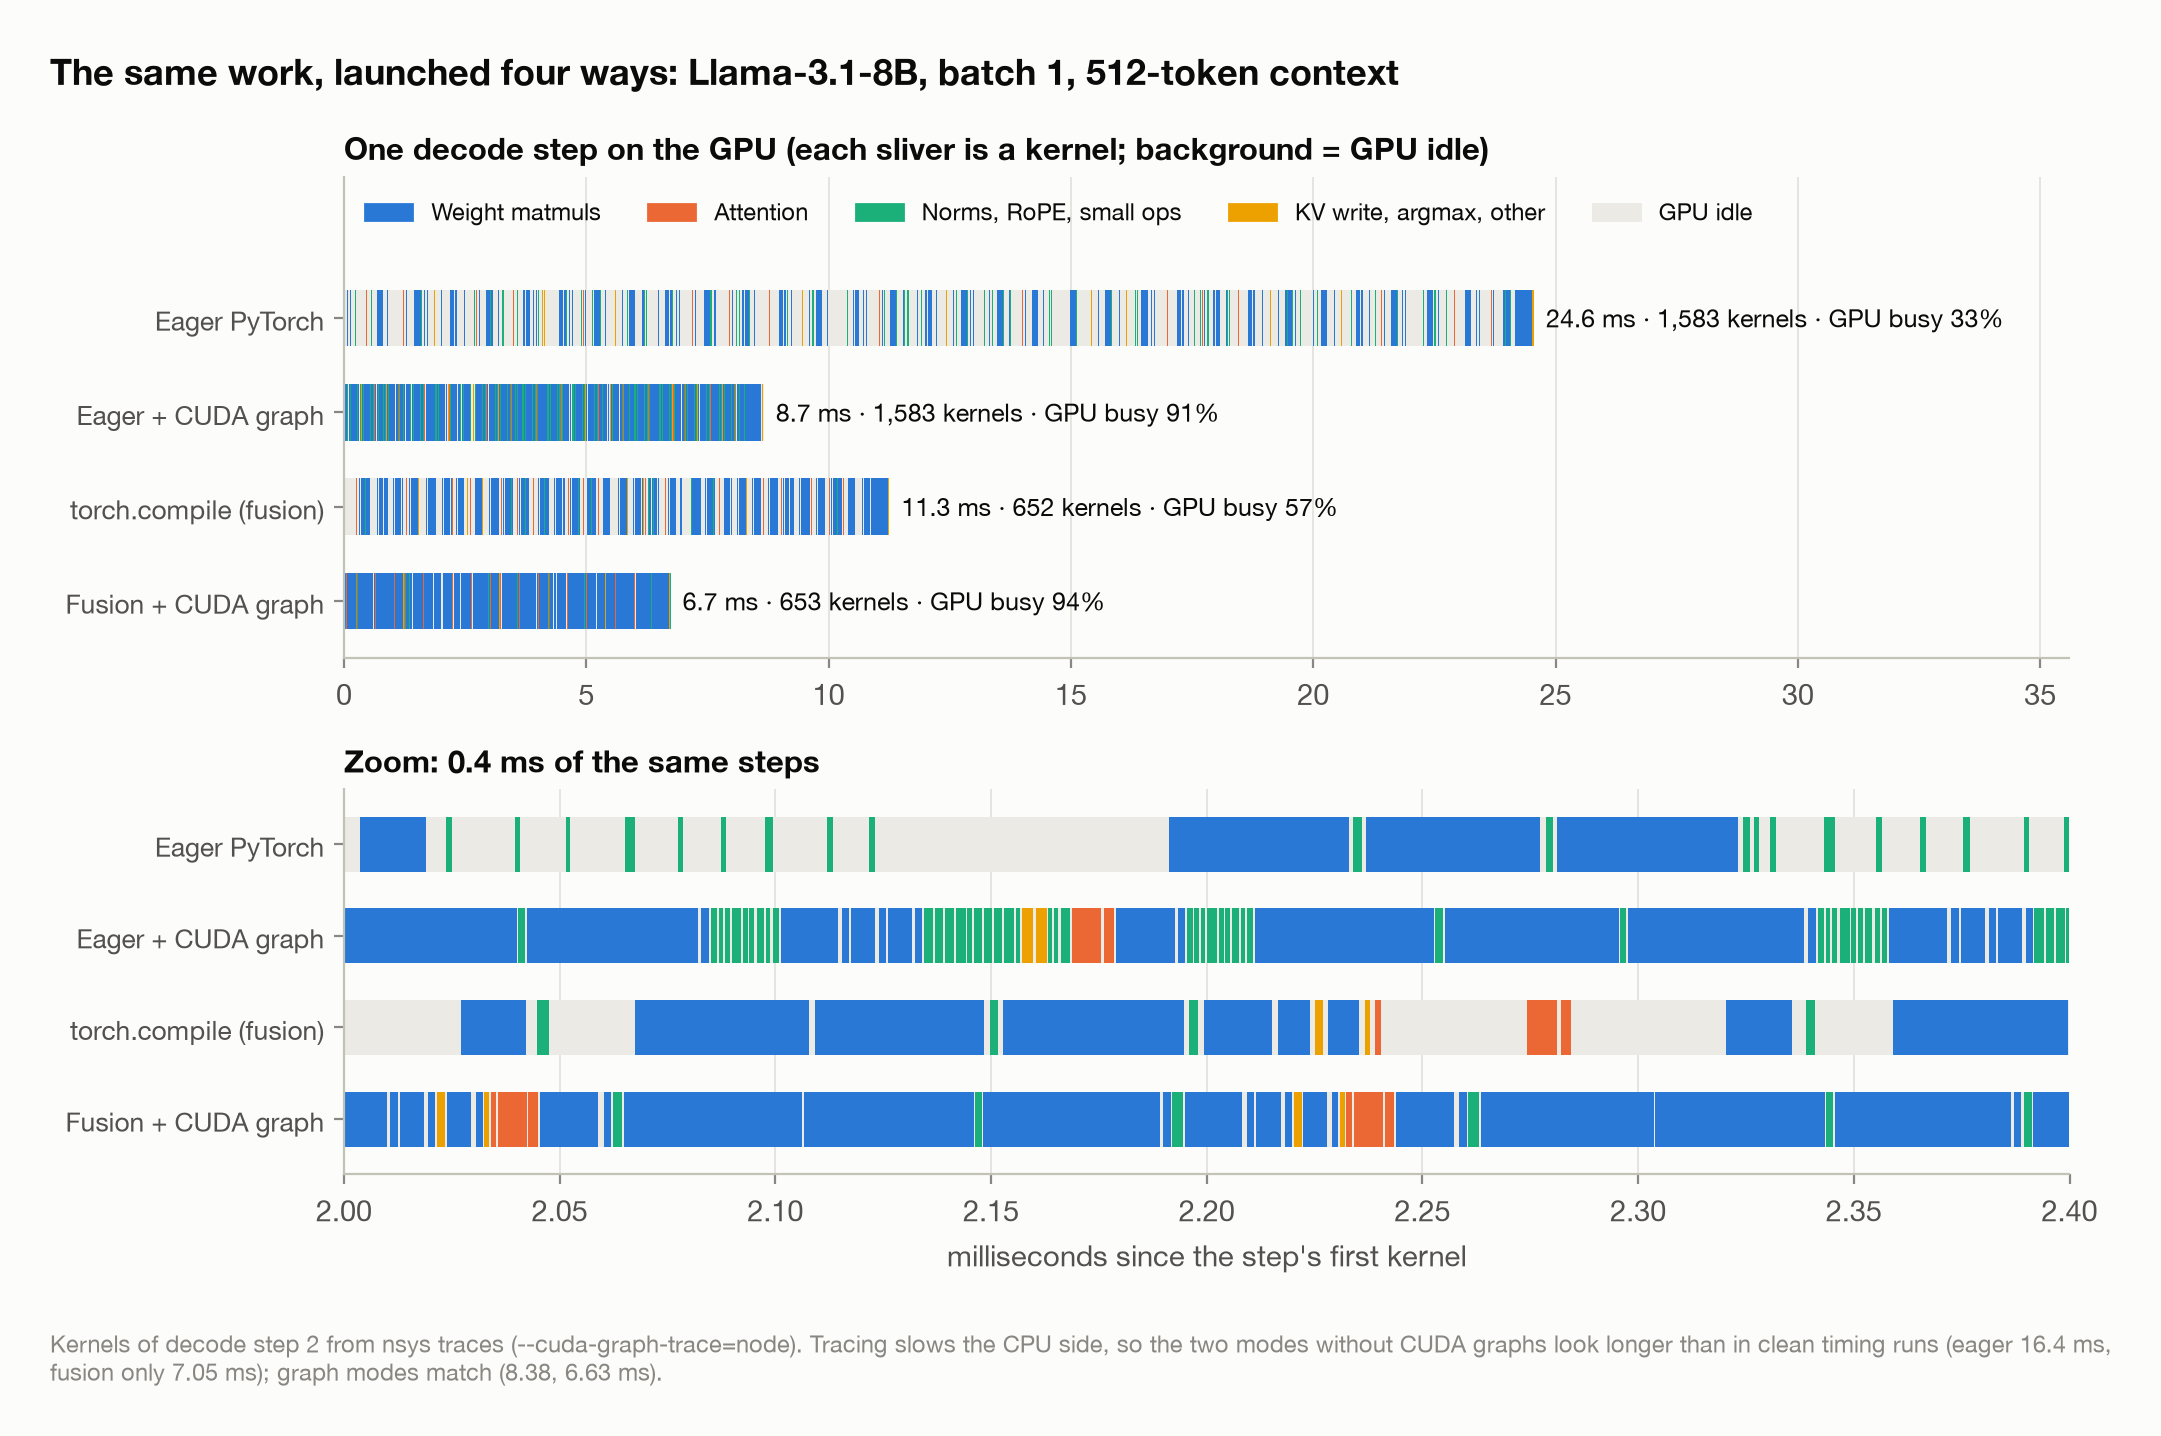 The same work, launched four ways: Llama-3.1-8B, batch 1, 512-token context
One decode step on the GPU (each sliver is a kernel; background = GPU idle)
Weight matmuls
Attention
Norms, RoPE, small ops
KV write, argmax, other
GPU idle
Eager PyTorch
24.6 ms · 1,583 kernels · GPU busy 33%
Eager + CUDA graph
8.7 ms · 1,583 kernels · GPU busy 91%
torch.compile (fusion)
11.3 ms · 652 kernels · GPU busy 57%
Fusion + CUDA graph
6.7 ms · 653 kernels · GPU busy 94%
0 5 10 15 20 25 30 35
Zoom: 0.4 ms of the same steps
Eager PyTorch
Eager + CUDA graph
torch.compile (fusion)
Fusion + CUDA graph
2.00 2.05 2.10 2.15 2.20 2.25 2.30 2.35 2.40
milliseconds since the step's first kernel
Kernels of decode step 2 from nsys traces (--cuda-graph-trace=node). Tracing slows the CPU side, so the two modes without CUDA graphs look longer than in clean timing runs (eager 16.4 ms,
fusion only 7.05 ms); graph modes match (8.38, 6.63 ms).